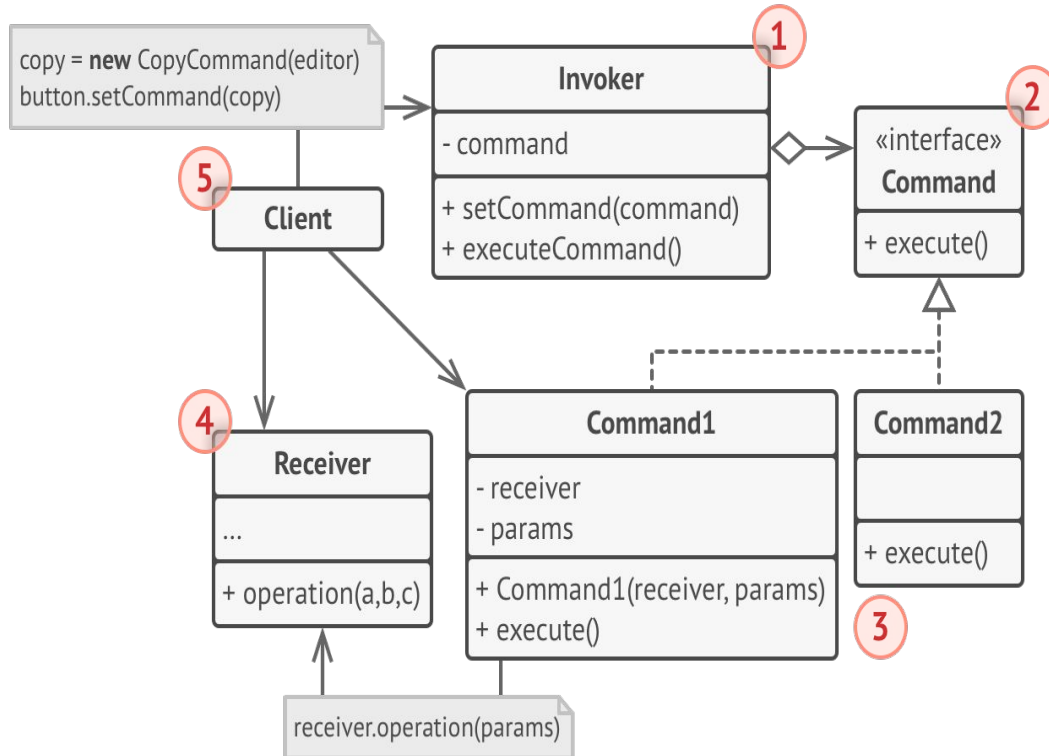 copy = new CopyCommand(editor)
button.setCommand(copy)
1
Invoker
- command
+ setCommand(command)
+ executeCommand()
2
«interface»
Command
+ execute()
5
Client
4
Receiver
...
+ operation(a,b,c)
Command1
- receiver
- params
+ Command1(receiver, params)
+ execute()
Command2
+ execute()
3
receiver.operation(params)